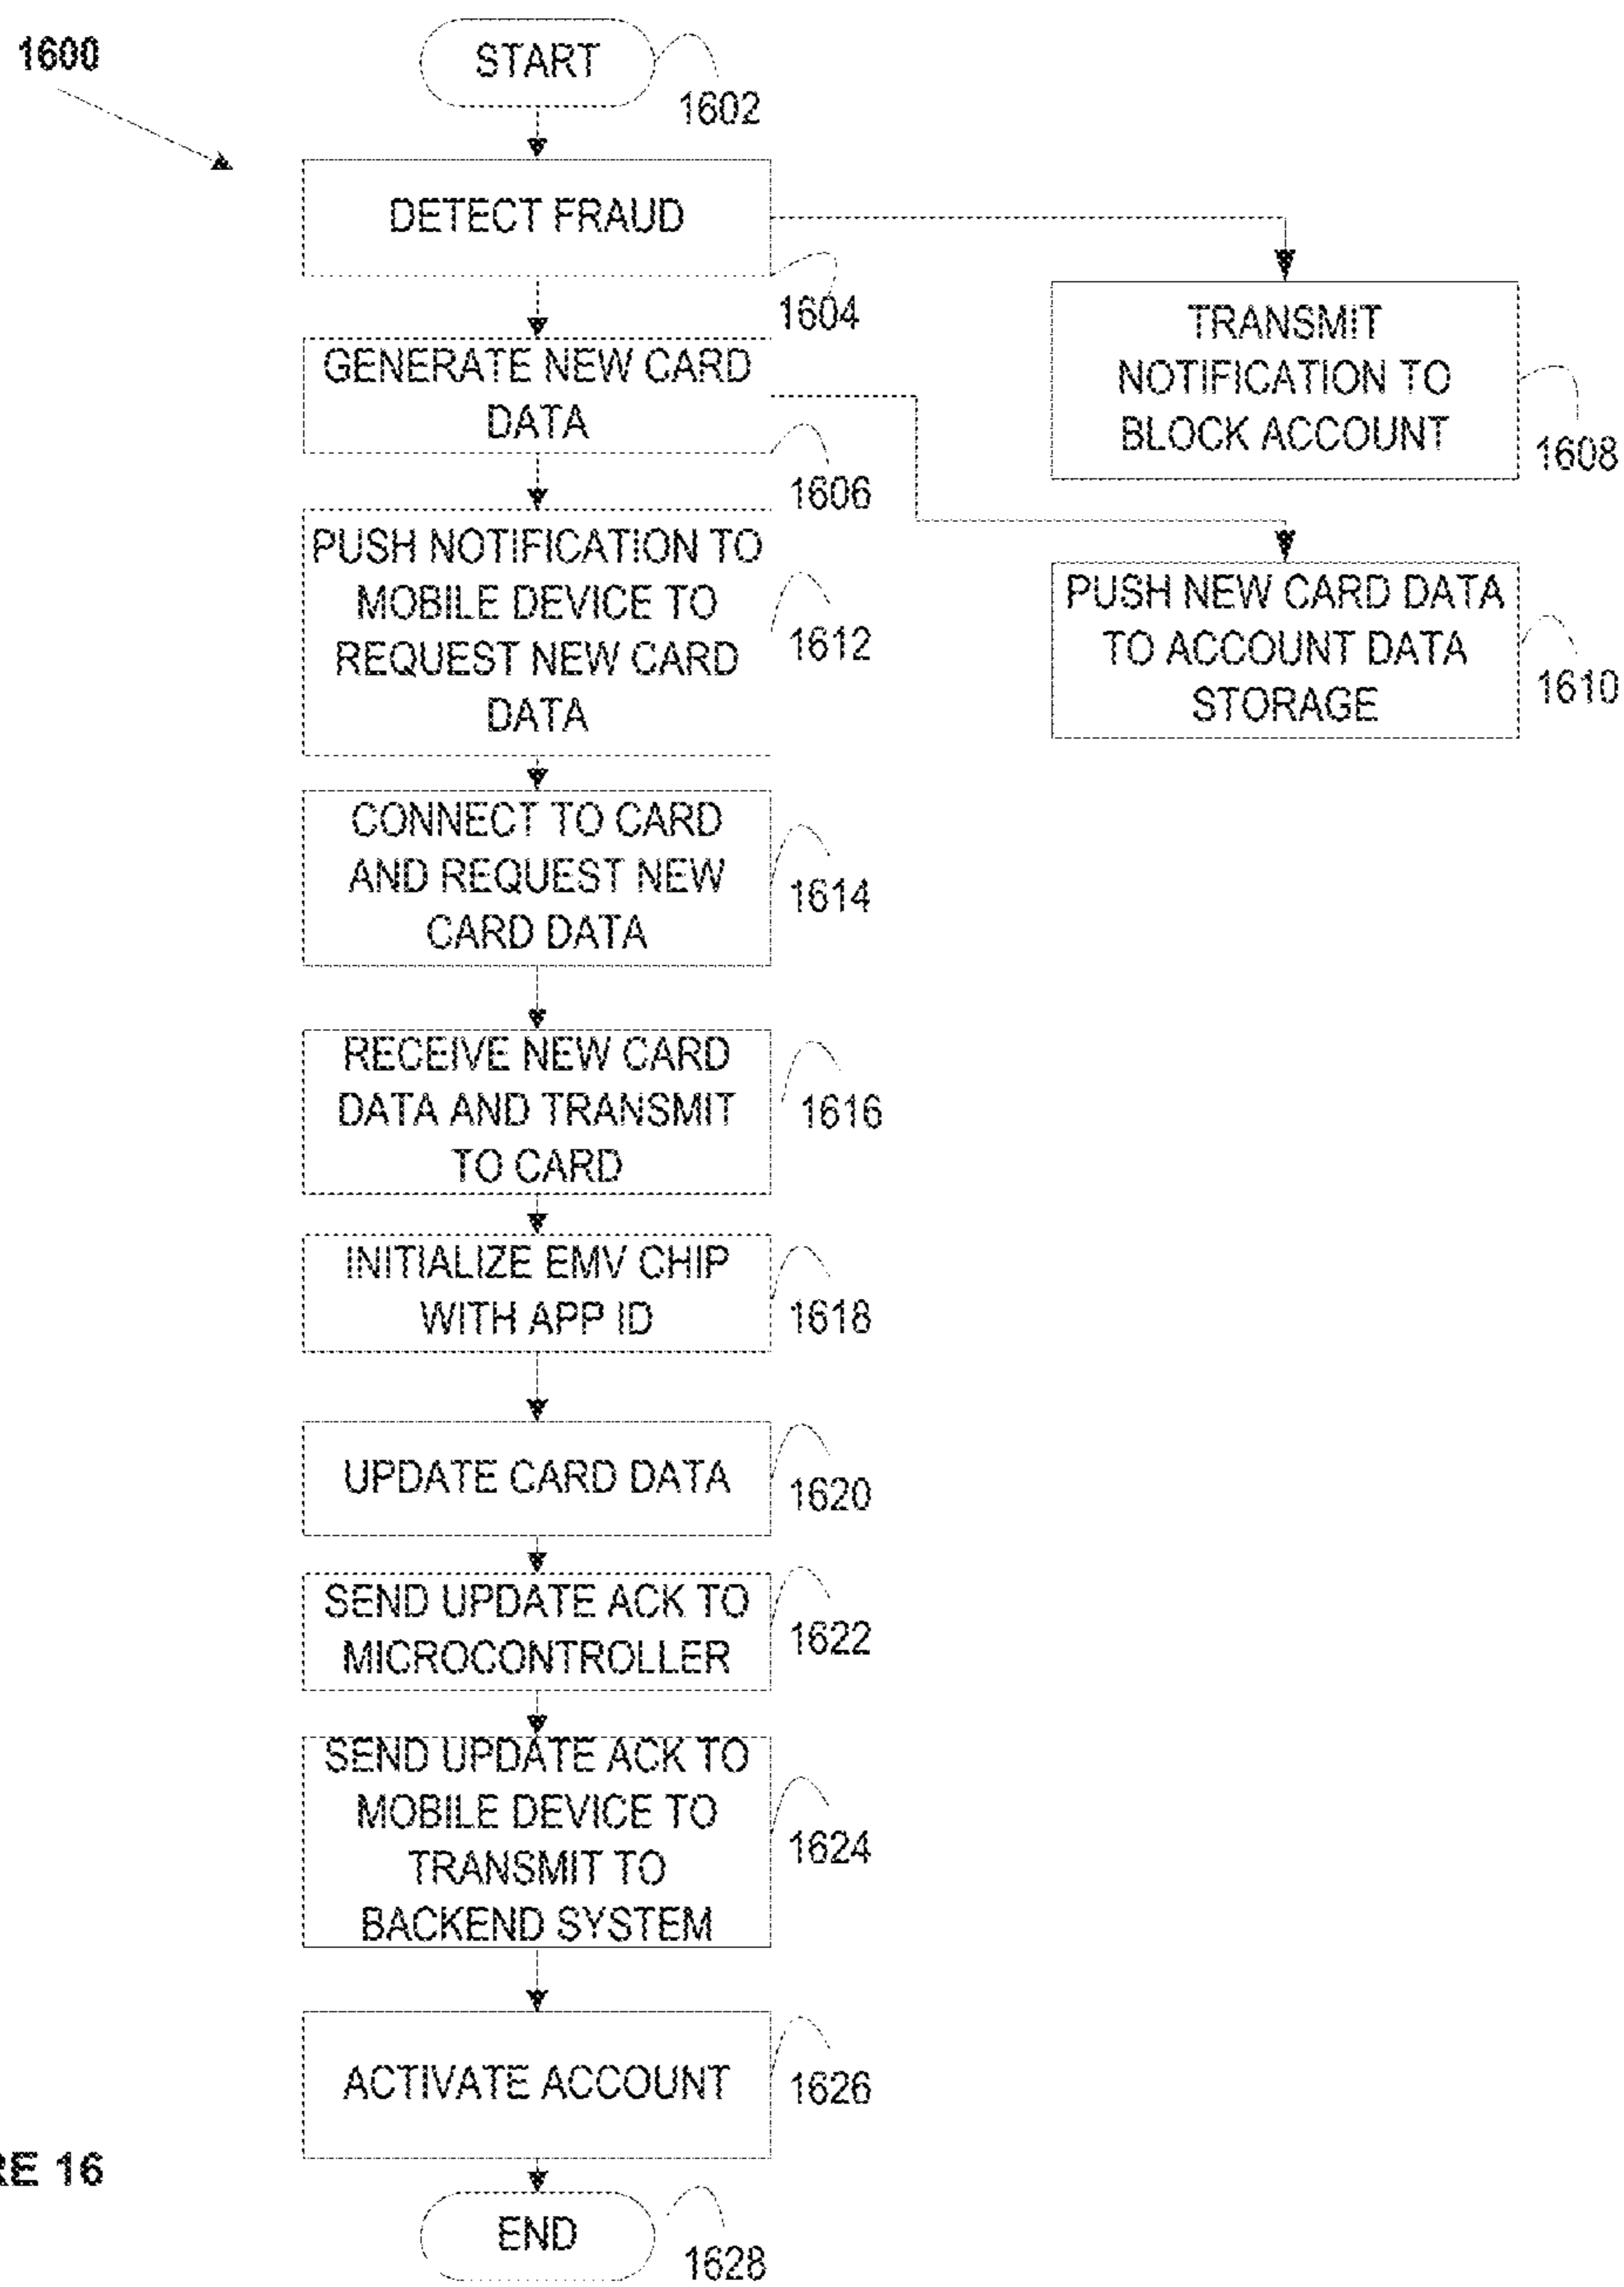 1600
START
1602
DETECT FRAUD
1604
GENERATE NEW CARD
DATA
1606
TRANSMIT
NOTIFICATION TO
BLOCK ACCOUNT
1608
PUSH NOTIFICATION TO
MOBILE DEVICE TO
REQUEST NEW CARD
DATA
1612
PUSH NEW CARD DATA
TO ACCOUNT DATA
STORAGE
1610
CONNECT TO CARD
AND REQUEST NEW
CARD DATA
1614
RECEIVE NEW CARD
DATA AND TRANSMIT
TO CARD
1616
INITIALIZE EMV CHIP
WITH APP ID
1618
UPDATE CARD DATA
1620
SEND UPDATE ACK TO
MICROCONTROLLER
1622
SEND UPDATE ACK TO
MOBILE DEVICE TO
TRANSMIT TO
BACKEND SYSTEM
1624
ACTIVATE ACCOUNT
1626
RE 16
END
1628